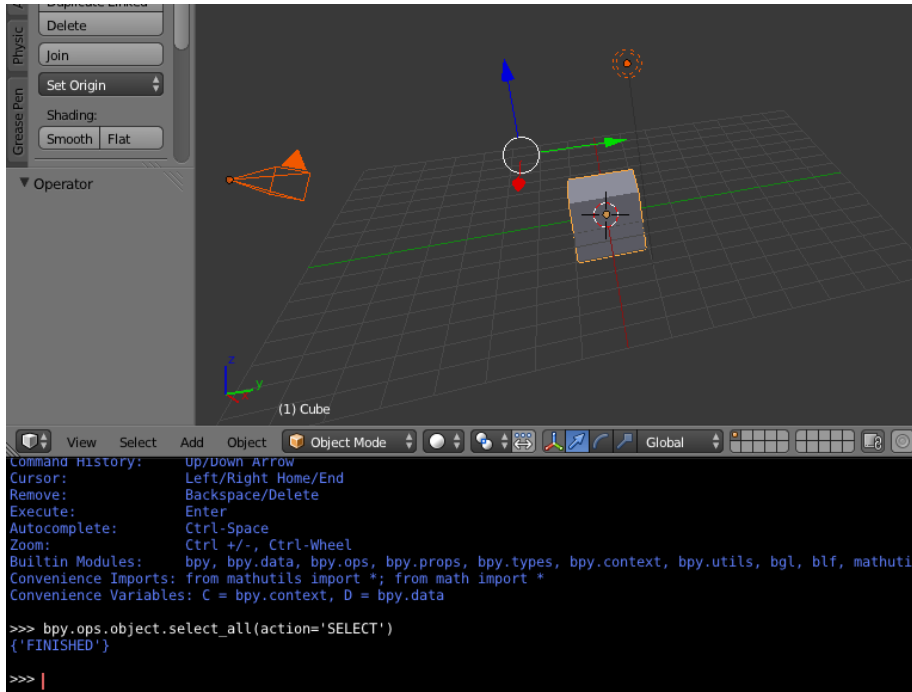 Duplicate Linked
Delete
Join
Set Origin
Shading:
Smooth Flat
Physic
Grease Pen
Operator
z
y
(1) Cube
View Select Add Object Object Mode Global
Command History: Up/Down Arrow
Cursor: Left/Right Home/End
Remove: Backspace/Delete
Execute: Enter
Autocomplete: Ctrl-Space
Zoom: Ctrl +/-, Ctrl-Wheel
Builtin Modules: bpy, bpy.data, bpy.ops, bpy.props, bpy.types, bpy.context, bpy.utils, bgl, blf, mathuti
Convenience Imports: from mathutils import *; from math import *
Convenience Variables: C = bpy.context, D = bpy.data
>>> bpy.ops.object.select_all(action='SELECT')
{'FINISHED'}
>>>